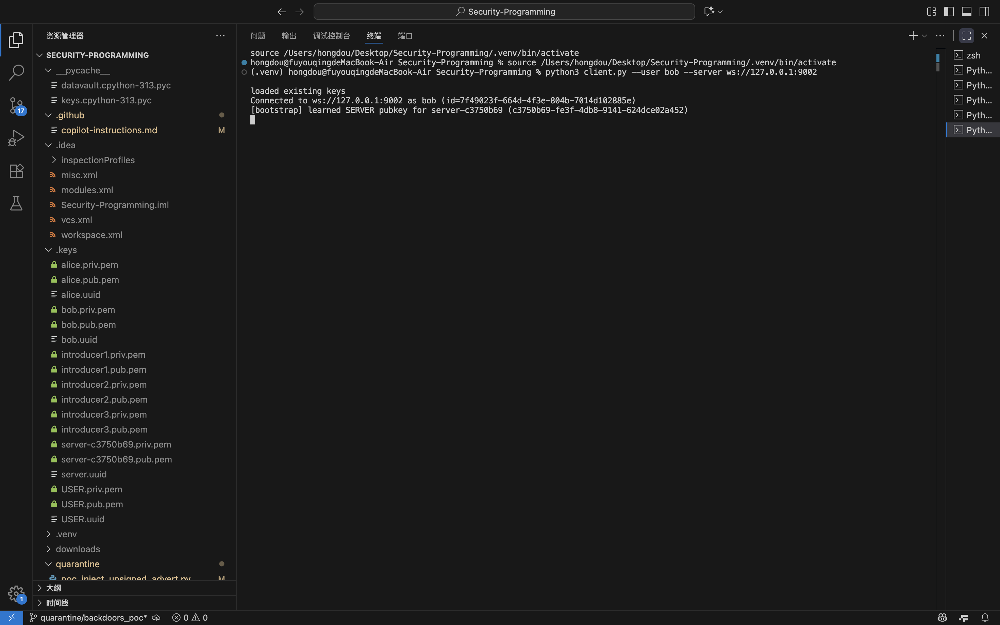 Security-Programming
资源管理器
SECURITY-PROGRAMMING
__pycache__
datavault.cpython-313.pyc
keys.cpython-313.pyc
17
.github
copilot-instructions.md M
.idea
inspectionProfiles
misc.xml
modules.xml
Security-Programming.iml
vcs.xml
workspace.xml
.keys
alice.priv.pem
alice.pub.pem
alice.uuid
bob.priv.pem
bob.pub.pem
bob.uuid
introducer1.priv.pem
introducer1.pub.pem
introducer2.priv.pem
introducer2.pub.pem
introducer3.priv.pem
introducer3.pub.pem
server-c3750b69.priv.pem
server-c3750b69.pub.pem
server.uuid
USER.priv.pem
USER.pub.pem
USER.uuid
.venv
downloads
quarantine
poc_inject_unsigned_advert.py M
大纲
时间线
1
问题 输出 调试控制台 终端 端口
source /Users/hongdou/Desktop/Security-Programming/.venv/bin/activate
hongdou@fuyouqingdeMacBook-Air Security-Programming % source /Users/hongdou/Desktop/Security-Programming/.venv/bin/activate
(.venv) hongdou@fuyouqingdeMacBook-Air Security-Programming % python3 client.py --user bob --server ws://127.0.0.1:9002
loaded existing keys
Connected to ws://127.0.0.1:9002 as bob (id=7f49023f-664d-4f3e-804b-7014d102885e)
[bootstrap] learned SERVER pubkey for server-c3750b69 (c3750b69-fe3f-4db8-9141-624dce02a452)
zsh
Pyth...
Pyth...
Pyth...
Pyth...
Pyth...
quarantine/backdoors_poc* 0 0